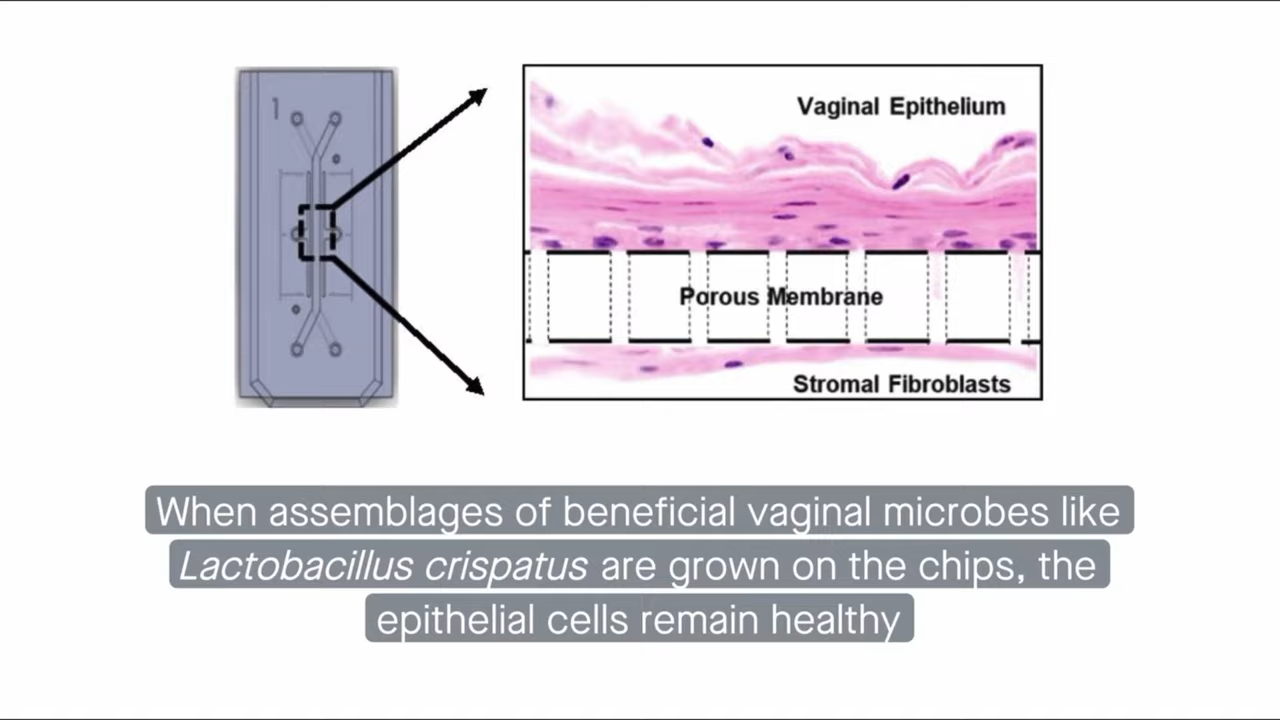 1
Vaginal Epithelium
Porous Membrane
Stromal Fibroblasts
When assemblages of beneficial vaginal microbes like
Lactobacillus crispatus are grown on the chips, the
epithelial cells remain healthy